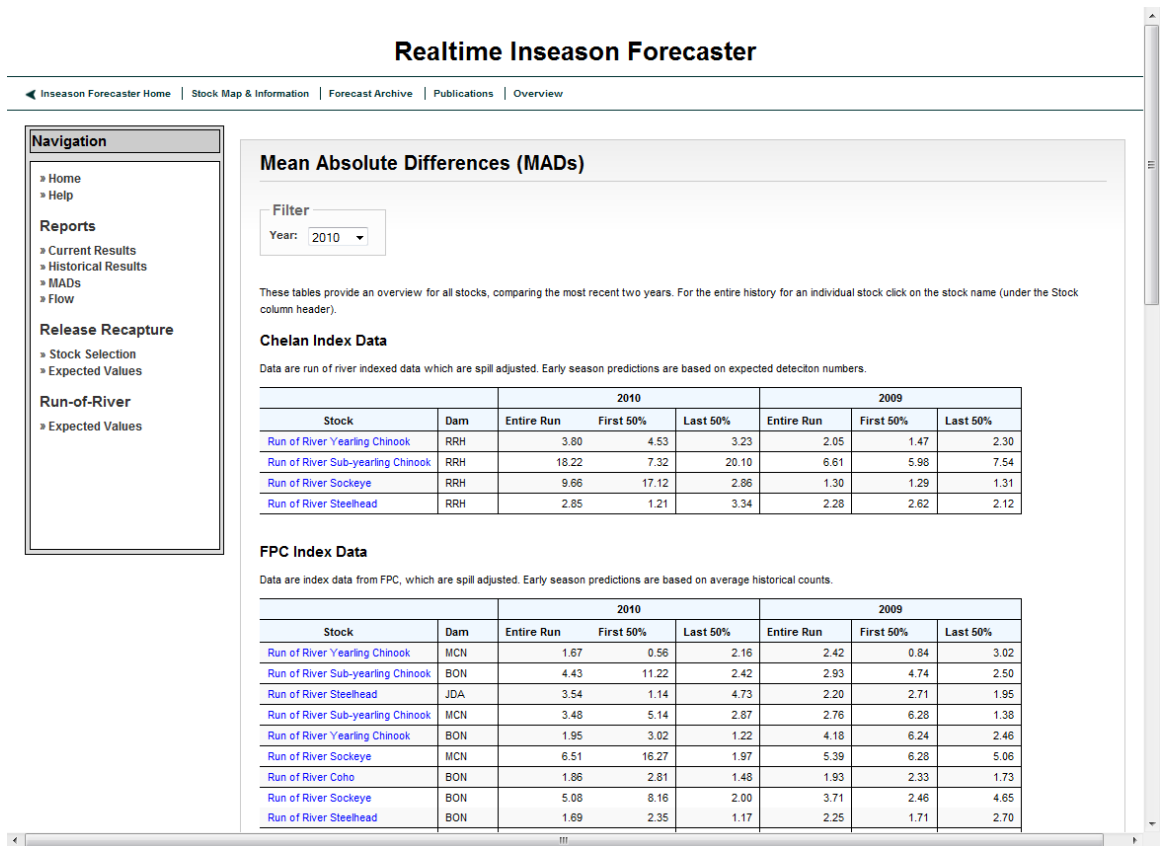 Realtime Inseason Forecaster
Inseason Forecaster Home | Stock Map & Information | Forecast Archive | Publications | Overview
Navigation
» Home
» Help
Reports
» Current Results
» Historical Results
» MADs
» Flow
Release Recapture
» Stock Selection
» Expected Values
Run-of-River
» Expected Values
Mean Absolute Differences (MADs)
Filter
Year: 2010
These tables provide an overview for all stocks, comparing the most recent two years. For the entire history for an individual stock click on the stock name (under the Stock
column header).
Chelan Index Data
Data are run of river indexed data which are spill adjusted. Early season predictions are based on expected deteciton numbers.
2010 2009
Stock Dam Entire Run First 50% Last 50% Entire Run First 50% Last 50%
Run of River Yearling Chinook RRH 3.80 4.53 3.23 2.05 1.47 2.30
Run of River Sub-yearling Chinook RRH 18.22 7.32 20.10 6.61 5.98 7.54
Run of River Sockeye RRH 9.66 17.12 2.86 1.30 1.29 1.31
Run of River Steelhead RRH 2.85 1.21 3.34 2.28 2.62 2.12
FPC Index Data
Data are index data from FPC, which are spill adjusted. Early season predictions are based on average historical counts.
2010 2009
Stock Dam Entire Run First 50% Last 50% Entire Run First 50% Last 50%
Run of River Yearling Chinook MCN 1.67 0.56 2.16 2.42 0.84 3.02
Run of River Sub-yearling Chinook BON 4.43 11.22 2.42 2.93 4.74 2.50
Run of River Steelhead JDA 3.54 1.14 4.73 2.20 2.71 1.95
Run of River Sub-yearling Chinook MCN 3.48 5.14 2.87 2.76 6.28 1.38
Run of River Yearling Chinook BON 1.95 3.02 1.22 4.18 6.24 2.46
Run of River Sockeye MCN 6.51 16.27 1.97 5.39 6.28 5.06
Run of River Coho BON 1.86 2.81 1.48 1.93 2.33 1.73
Run of River Sockeye BON 5.08 8.16 2.00 3.71 2.46 4.65
Run of River Steelhead BON 1.69 2.35 1.17 2.25 1.71 2.70